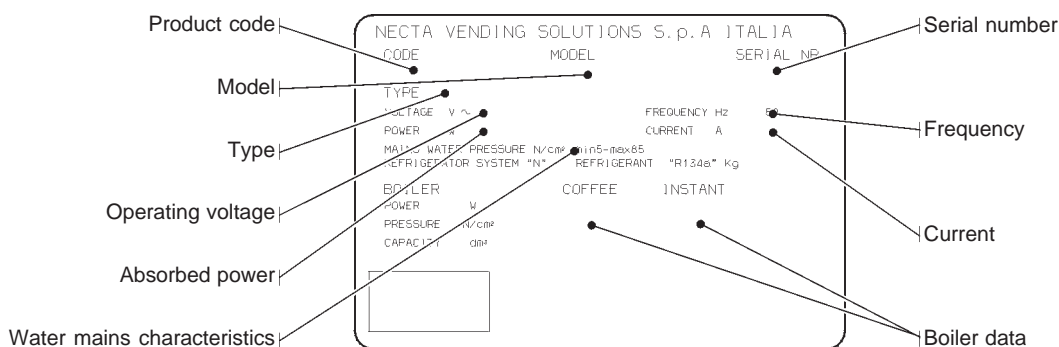 Product code
Model
Type
Operating voltage
Absorbed power
Water mains characteristics
NECTA VENDING SOLUTIONS S.p.A ITALIA
CODE MODEL SERIAL NR
TYPE
VOLTAGE V ~ FREQUENCY Hz
POWER W CURRENT A
MAINS WATER PRESSURE N/cm² min5-max85
REFRIGERATOR SYSTEM "N" REFRIGERANT "R134a" Kg
BOILER COFFEE INSTANT
POWER W
PRESSURE N/cm²
CAPACITY dm³
Serial number
Frequency
Current
Boiler data